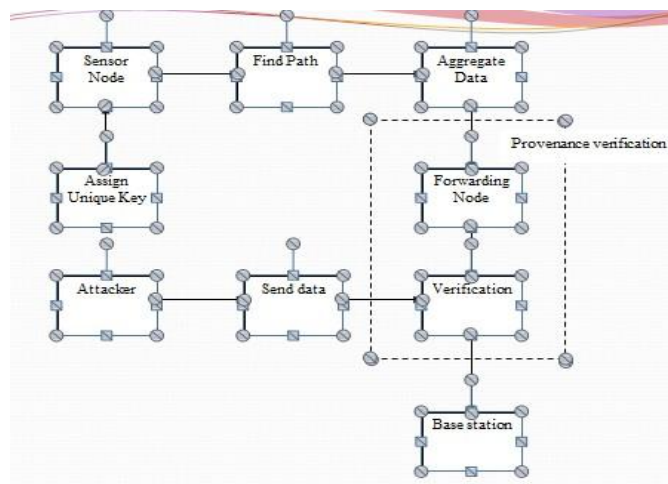 Sensor
Node
Find Path
Aggregate
Data
Provenance verification
Assign
Unique Key
Forwarding
Node
Attacker
Send data
Verification
Base station